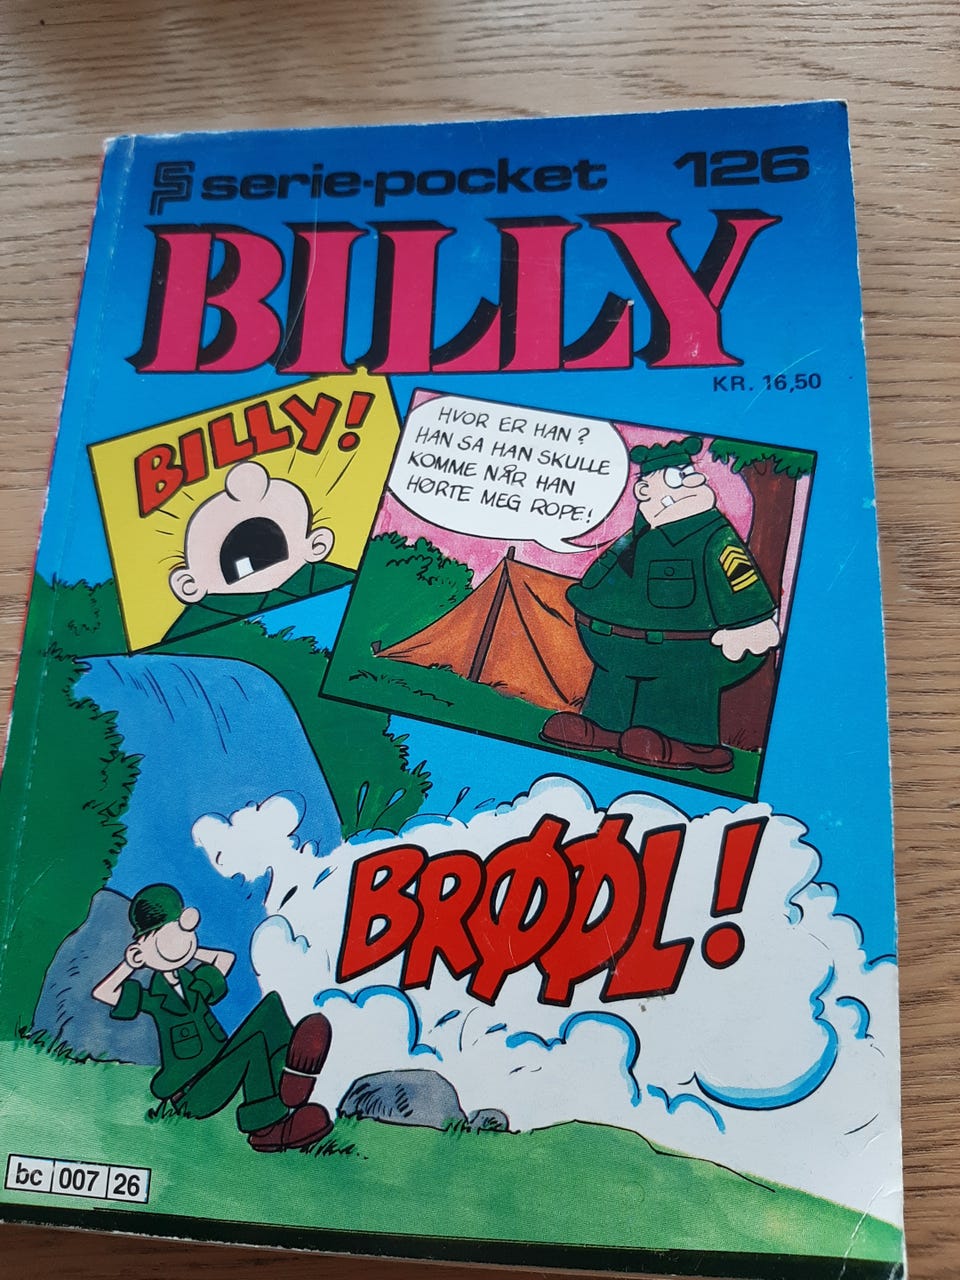 serie-pocket 126
BILLY
KR. 16,50
BILLY!
HVOR ER HAN?
HAN SA HAN SKULLE
KOMME NÅR HAN
HØRTE MEG ROPE!
BRØØL!
bc 007 26